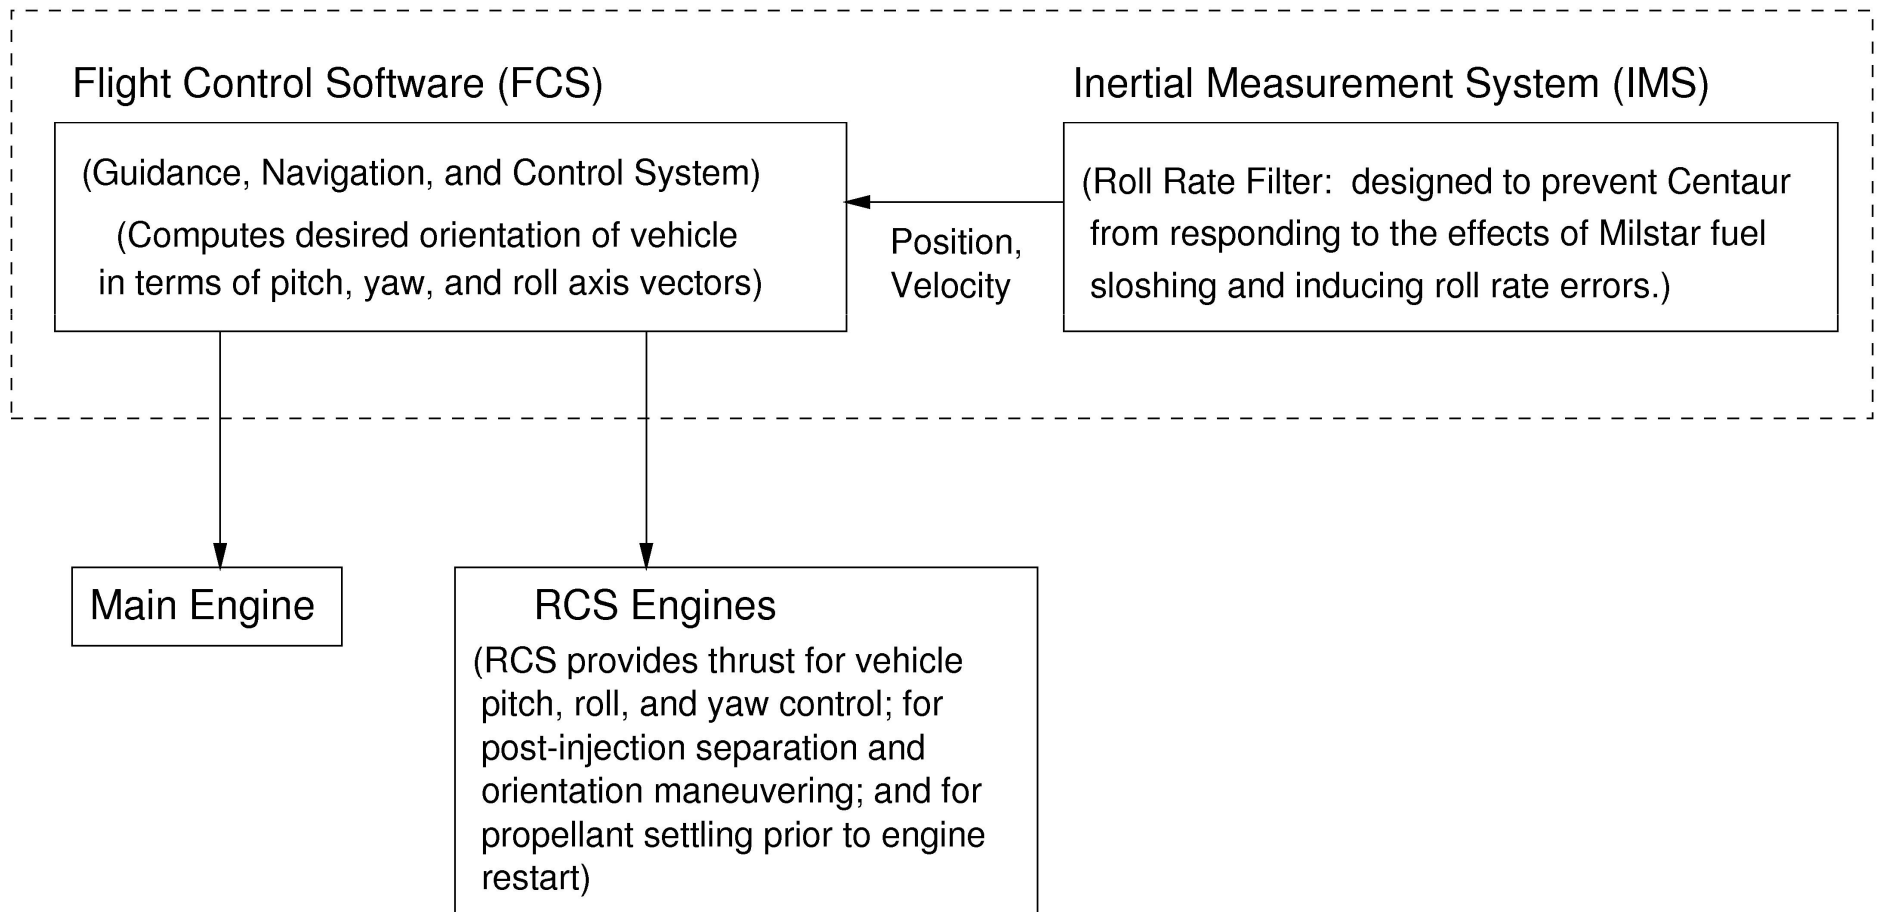 Flight Control Software (FCS)
(Guidance, Navigation, and Control System)
(Computes desired orientation of vehicle
in terms of pitch, yaw, and roll axis vectors)
Inertial Measurement System (IMS)
(Roll Rate Filter: designed to prevent Centaur
from responding to the effects of Milstar fuel
sloshing and inducing roll rate errors.)
Position,
Velocity
Main Engine
RCS Engines
(RCS provides thrust for vehicle
pitch, roll, and yaw control; for
post-injection separation and
orientation maneuvering; and for
propellant settling prior to engine
restart)